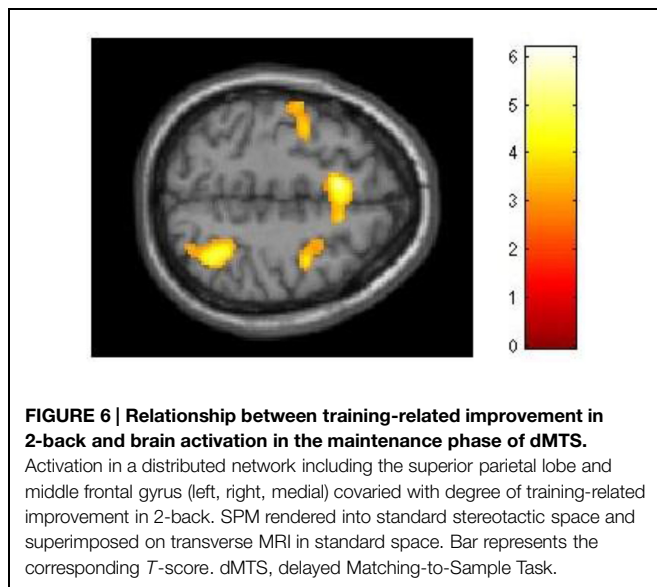 6
5
4
3
2
1
0
FIGURE 6 | Relationship between training-related improvement in
2-back and brain activation in the maintenance phase of dMTS.
Activation in a distributed network including the superior parietal lobe and
middle frontal gyrus (left, right, medial) covaried with degree of training-related
improvement in 2-back. SPM rendered into standard stereotactic space and
superimposed on transverse MRI in standard space. Bar represents the
corresponding T-score. dMTS, delayed Matching-to-Sample Task.